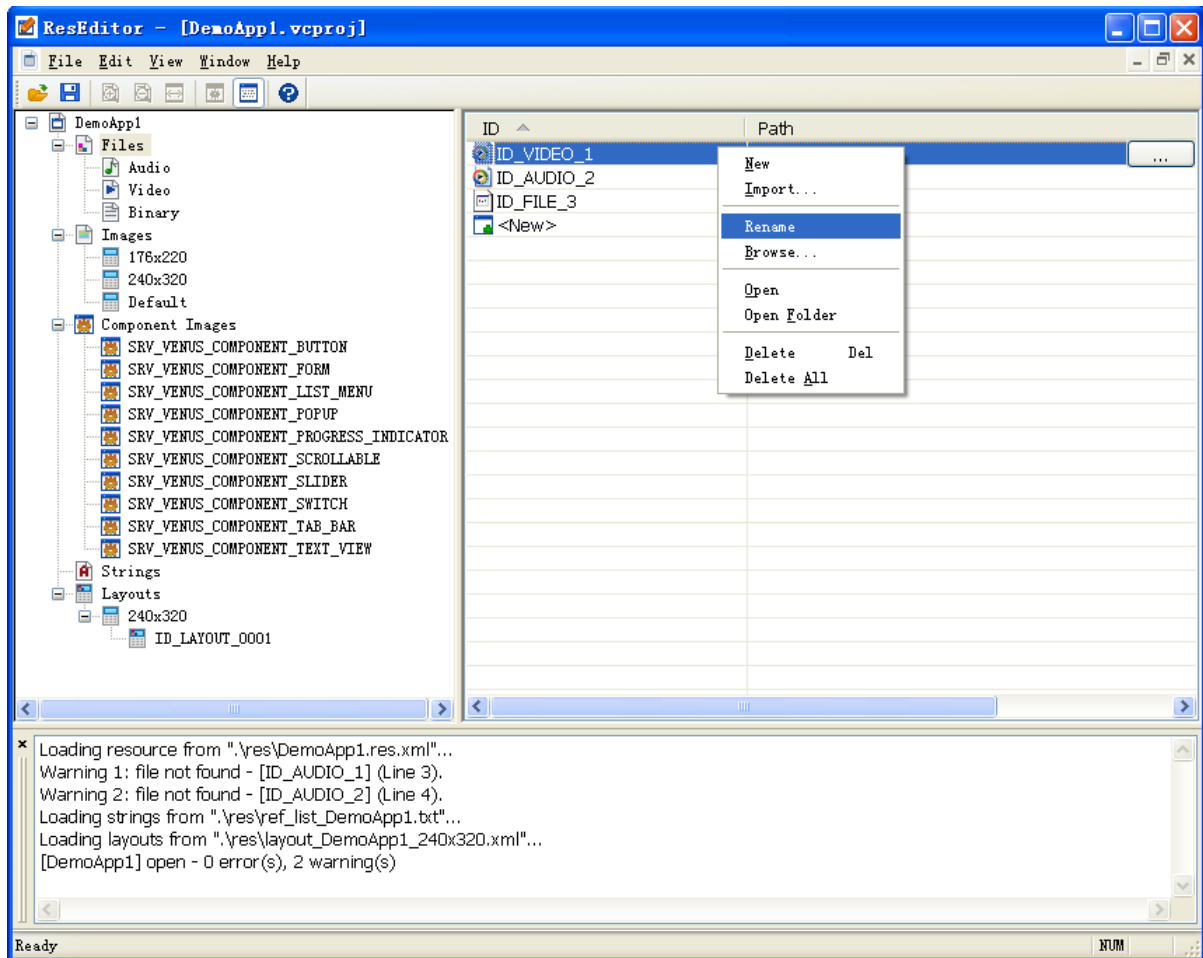 ResEditor - [DemoApp1.vcproj]
File Edit View Window Help
DemoApp1
Files
Audio
Video
Binary
Images
176x220
240x320
Default
Component Images
SRV_VENUS_COMPONENT_BUTTON
SRV_VENUS_COMPONENT_FORM
SRV_VENUS_COMPONENT_LIST_MENU
SRV_VENUS_COMPONENT_POPUP
SRV_VENUS_COMPONENT_PROGRESS_INDICATOR
SRV_VENUS_COMPONENT_SCROLLABLE
SRV_VENUS_COMPONENT_SLIDER
SRV_VENUS_COMPONENT_SWITCH
SRV_VENUS_COMPONENT_TAB_BAR
SRV_VENUS_COMPONENT_TEXT_VIEW
Strings
Layouts
240x320
ID_LAYOUT_0001
ID Path
ID_VIDEO_1 ...
ID_AUDIO_2
ID_FILE_3
<New>
New
Import...
Rename
Browse...
Open
Open Folder
Delete Del
Delete All
Loading resource from ".\res\DemoApp1.res.xml"...
Warning 1: file not found - [ID_AUDIO_1] (Line 3).
Warning 2: file not found - [ID_AUDIO_2] (Line 4).
Loading strings from ".\res\ref_list_DemoApp1.txt"...
Loading layouts from ".\res\layout_DemoApp1_240x320.xml"...
[DemoApp1] open - 0 error(s), 2 warning(s)
Ready NUM